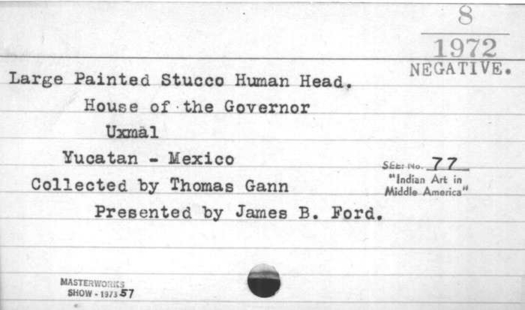 8
1972
NEGATIVE.
Large Painted Stucco Human Head.
House of the Governor
Uxmal
Yucatan - Mexico
Collected by Thomas Gann
Presented by James B. Ford.
SEE: No. 77
"Indian Art in
Middle America"
MASTERWORKS
SHOW - 1973 57